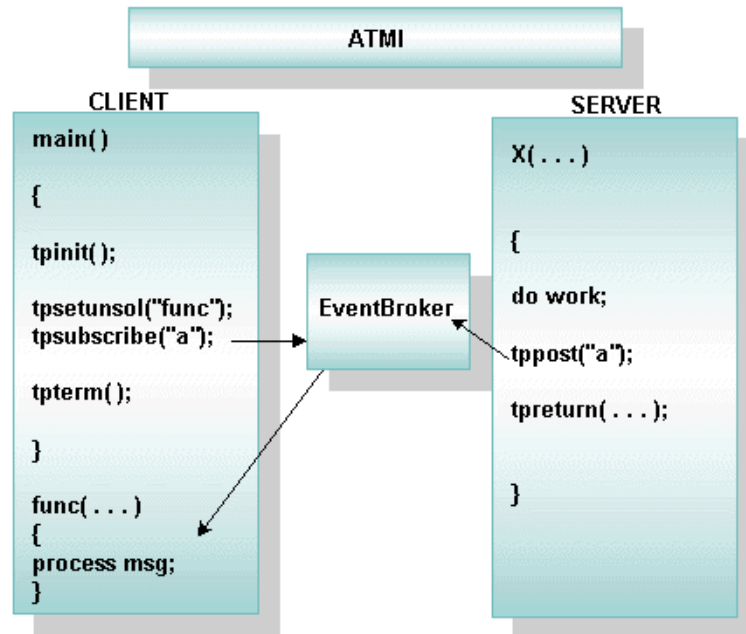 ATMI
CLIENT
main( )
{
tpinit( );
tpsetunsol("func");
tpsubscribe("a");
tpterm( );
}
func( . . . )
{
process msg;
}
EventBroker
SERVER
X( . . . )
{
do work;
tppost("a");
tpreturn( . . . );
}